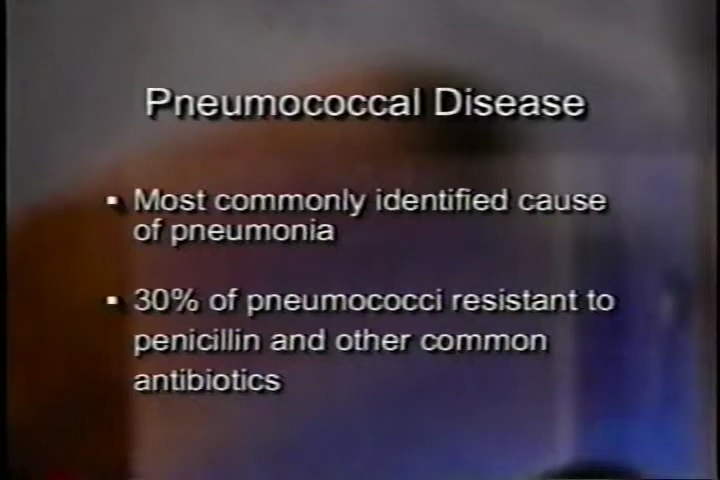 Pneumococcal Disease
▪ Most commonly identified cause
of pneumonia
▪ 30% of pneumococci resistant to
penicillin and other common
antibiotics